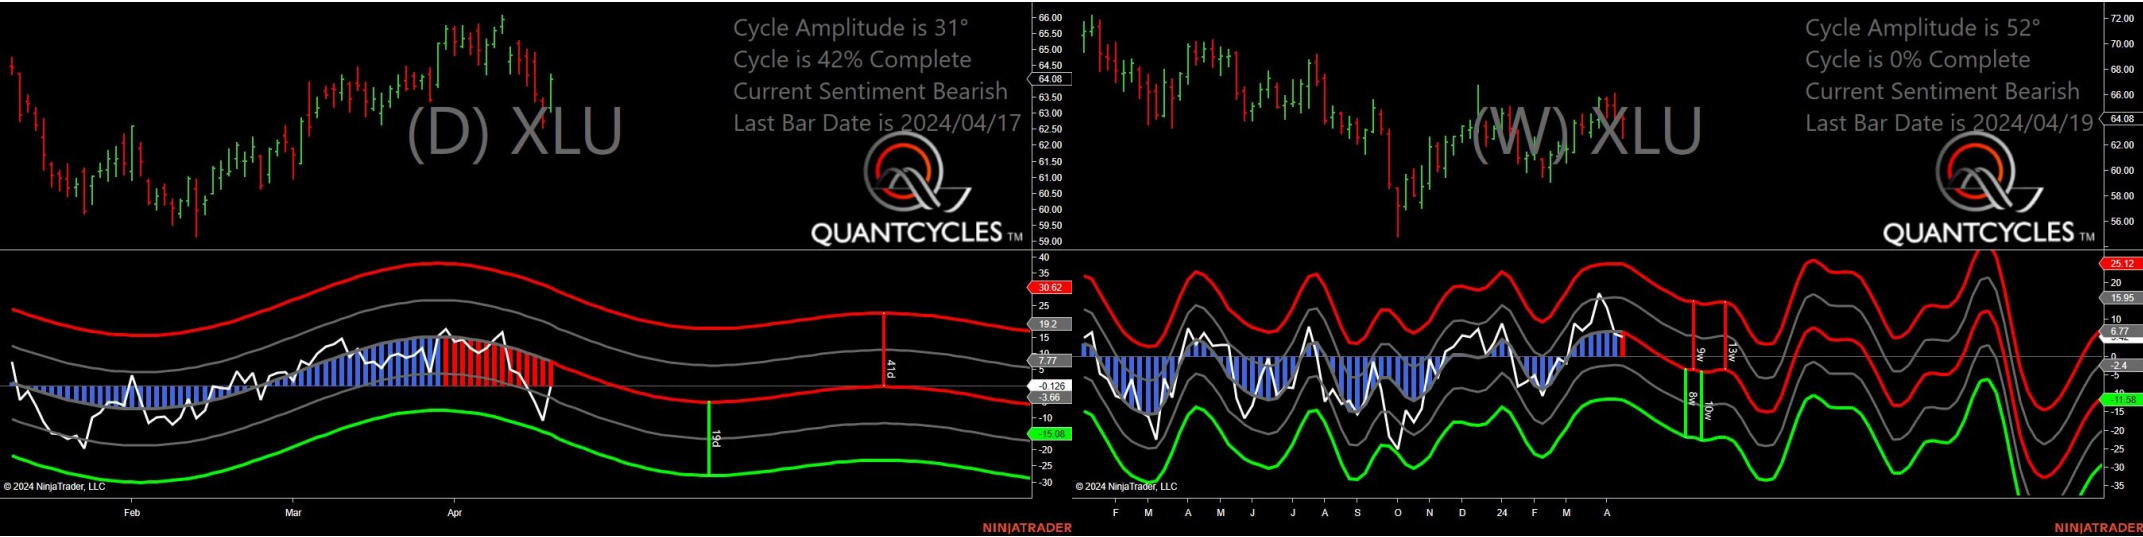 Cycle Amplitude is 31°
Cycle is 42% Complete
Current Sentiment Bearish
Last Bar Date is 2024/04/17
(D) XLU
QUANTCYCLES TM
66.00
65.50
65.00
64.50
64.08
63.50
63.00
62.50
62.00
61.50
61.00
60.50
60.00
59.50
59.00
40
35
30.62
25
19.2
15
10
7.77
5
-0.126
-3.66
-10
-15.08
-20
-25
-30
41d
19d
© 2024 NinjaTrader, LLC
Feb Mar Apr
NINJATRADER
Cycle Amplitude is 52°
Cycle is 0% Complete
Current Sentiment Bearish
Last Bar Date is 2024/04/19
(W) XLU
QUANTCYCLES TM
72.00
70.00
68.00
66.00
64.08
62.00
60.00
58.00
56.00
25.12
20
15.95
10
6.77
0
-2.4
-5
-11.58
-15
-20
-25
-30
-35
9w 13w
8w 10w
© 2024 NinjaTrader, LLC
F M A M J J A S O N D 24 F M A
NINJATRADER